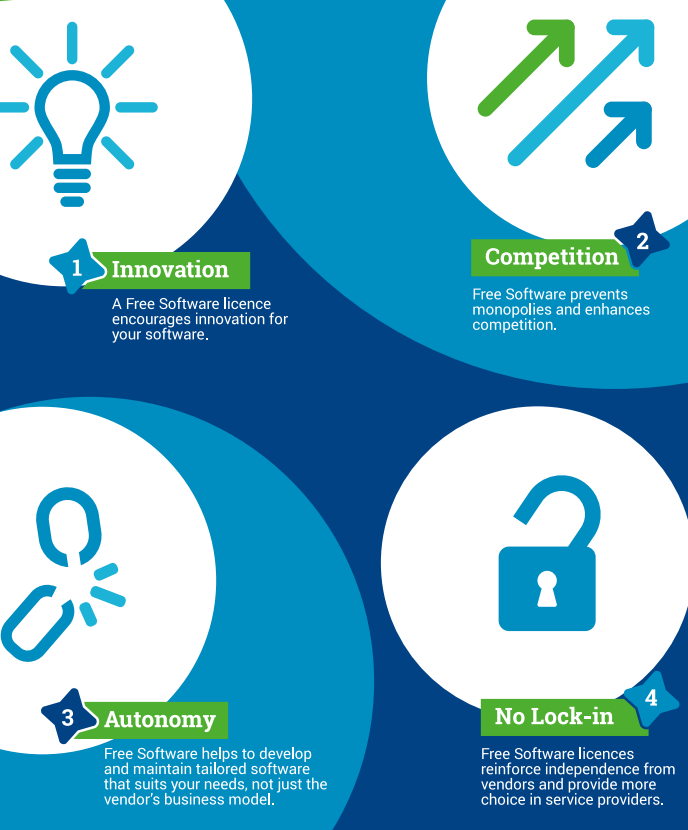 1
Innovation
A Free Software licence
encourages innovation for
your software.
2
Competition
Free Software prevents
monopolies and enhances
competition.
3
Autonomy
Free Software helps to develop
and maintain tailored software
that suits your needs, not just the
vendor's business model.
4
No Lock-in
Free Software licences
reinforce independence from
vendors and provide more
choice in service providers.